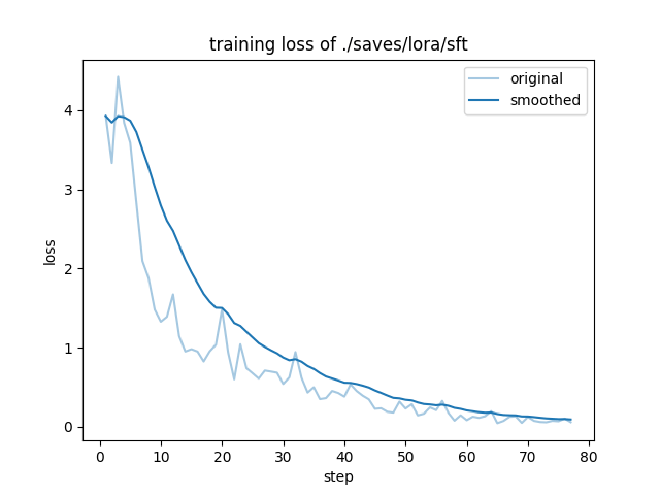 training loss of ./saves/lora/sft
original
smoothed
4
3
2
1
0
loss
0 10 20 30 40 50 60 70 80
step